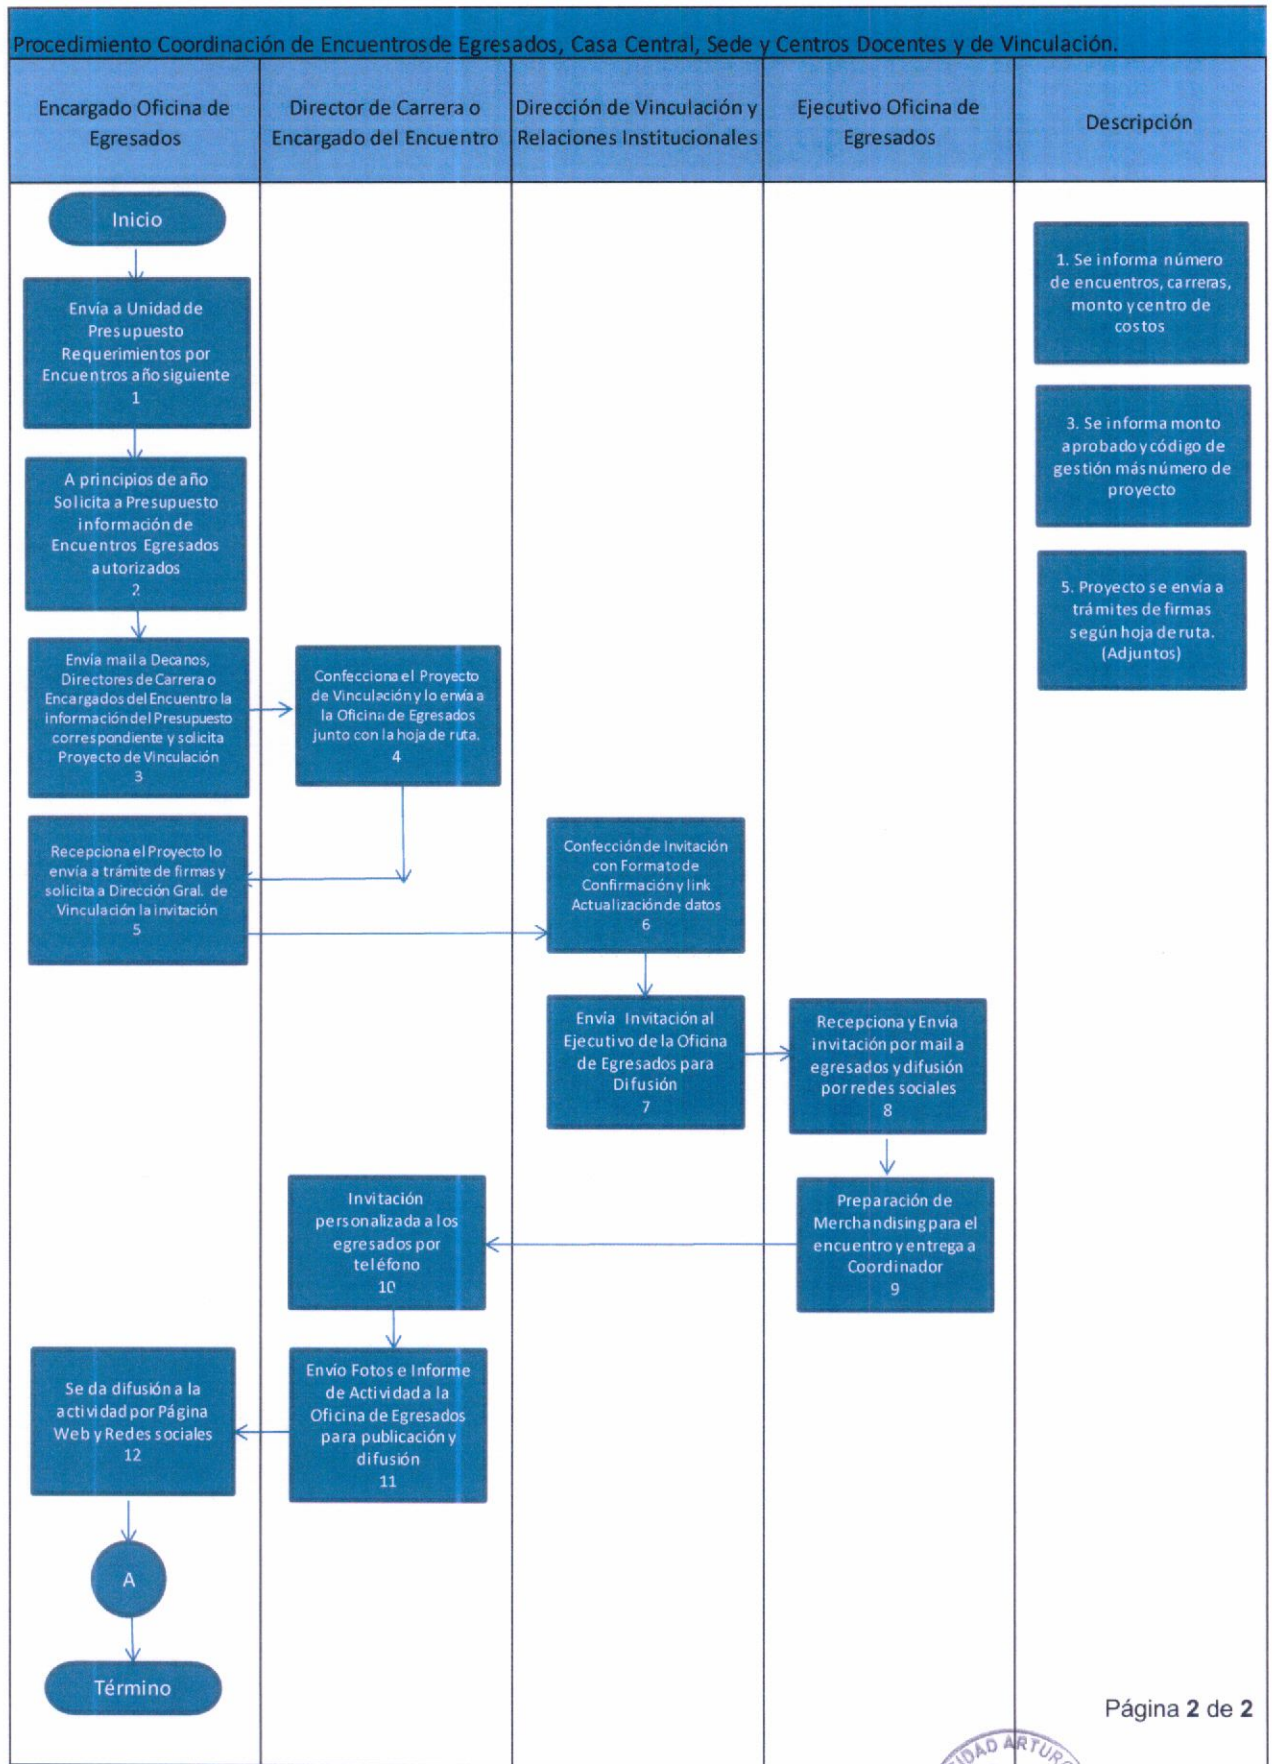 Procedimiento Coordinación de Encuentrosde Egresados, Casa Central, Sede y Centros Docentes y de Vinculación.
Encargado Oficina de
Egresados
Director de Carrera o
Encargado del Encuentro
Dirección de Vinculación y
Relaciones Institucionales
Ejecutivo Oficina de
Egresados
Descripción
Inicio
Envía a Unidad de
Presupuesto
Requerimientos por
Encuentros año siguiente
1
A principios de año
Solicita a Presupuesto
información de
Encuentros Egresados
autorizados
2
Envía mail a Decanos,
Directores de Carrera o
Encargados del Encuentro la
información del Presupuesto
correspondiente y solicita
Proyecto de Vinculación
3
Confecciona el Proyecto
de Vinculación y lo envía a
la Oficina de Egresados
junto con la hoja de ruta.
4
Recepciona el Proyecto lo
envía a trámite de firmas y
solicita a Dirección Gral. de
Vinculación la invitación
5
Confección de Invitación
con Formato de
Confirmación y link
Actualización de datos
6
Envía Invitación al
Ejecutivo de la Oficina
de Egresados para
Difusión
7
Recepciona y Envía
invitación por mail a
egresados y difusión
por redes sociales
8
Preparación de
Merchandising para el
encuentro y entrega a
Coordinador
9
Invitación
personalizada a los
egresados por
teléfono
10
Envío Fotos e Informe
de Actividad a la
Oficina de Egresados
para publicación y
difusión
11
Se da difusión a la
actividad por Página
Web y Redes sociales
12
A
Término
1. Se informa número
de encuentros, carreras,
monto y centro de
costos
3. Se informa monto
aprobado y código de
gestión más número de
proyecto
5. Proyecto se envía a
trámites de firmas
según hoja de ruta.
(Adjuntos)
Página 2 de 2